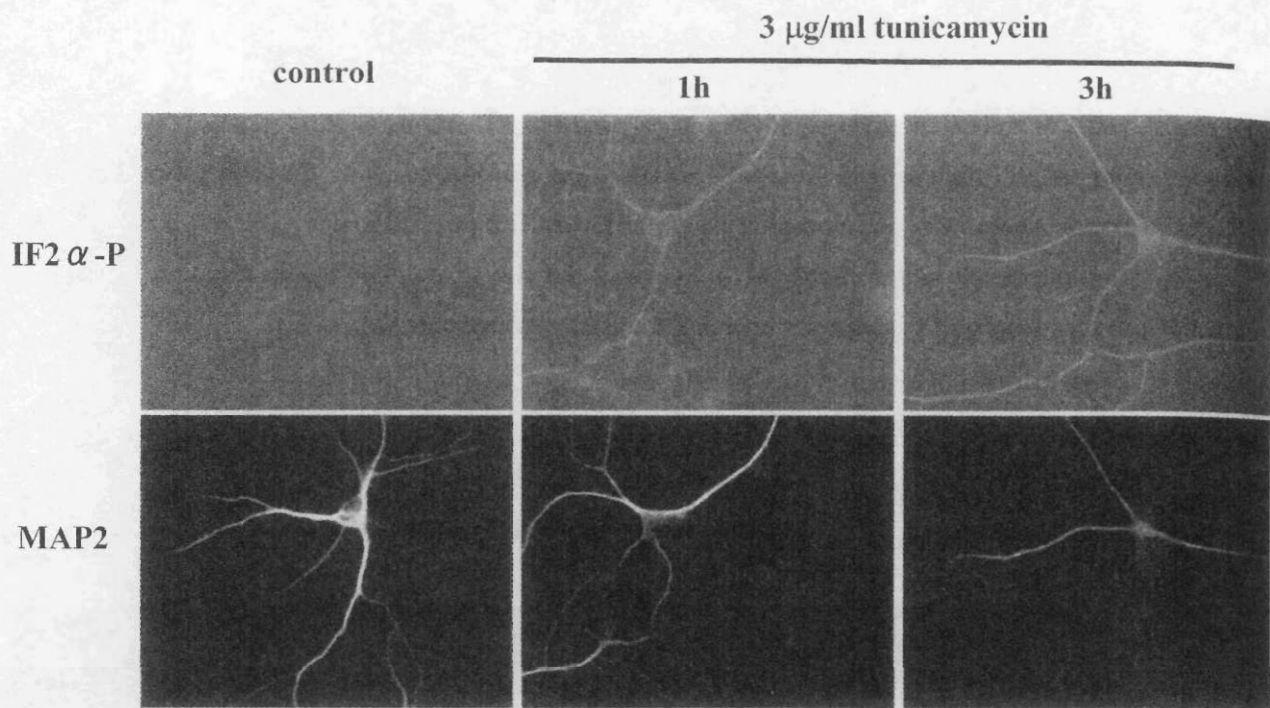 3 μg/ml tunicamycin
control
1h
3h
IF2 α -P
MAP2